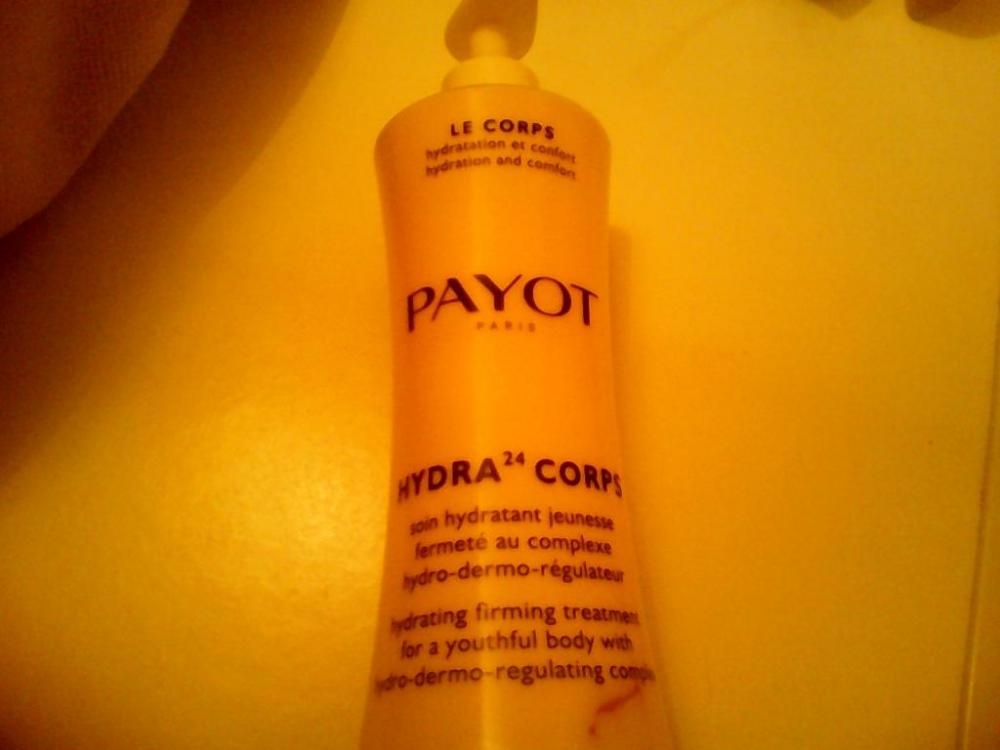 LE CORPS
hydratation et confort
hydration and comfort
PAYOT
PARIS
HYDRA24 CORPS
soin hydratant jeunesse
fermeté au complexe
hydro-dermo-régulateur
hydrating firming treatment
for a youthful body with
hydro-dermo-regulating complex